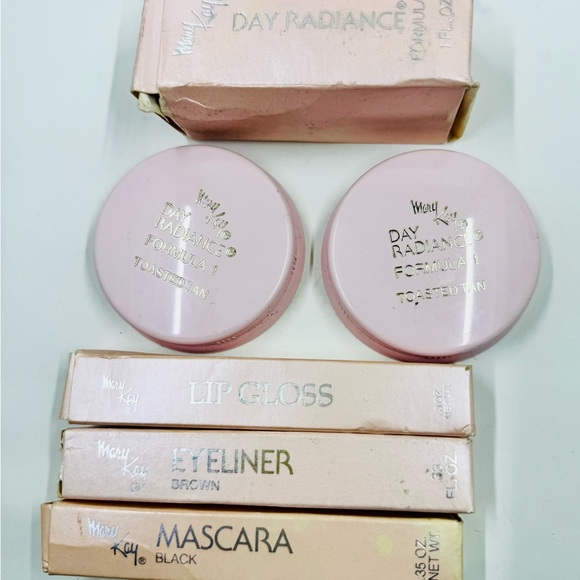 Mary Kay
DAY RADIANCE®
FORMULA
1 FL. OZ.
Mary Kay®
DAY
RADIANCE®
FORMULA 1
TOASTED TAN
Mary Kay®
DAY
RADIANCE®
FORMULA 1
TOASTED TAN
Mary Kay
LIP GLOSS
Mary Kay®
EYELINER
BROWN
FL. OZ.
Mary Kay®
MASCARA
BLACK
.35 OZ.
NET WT.